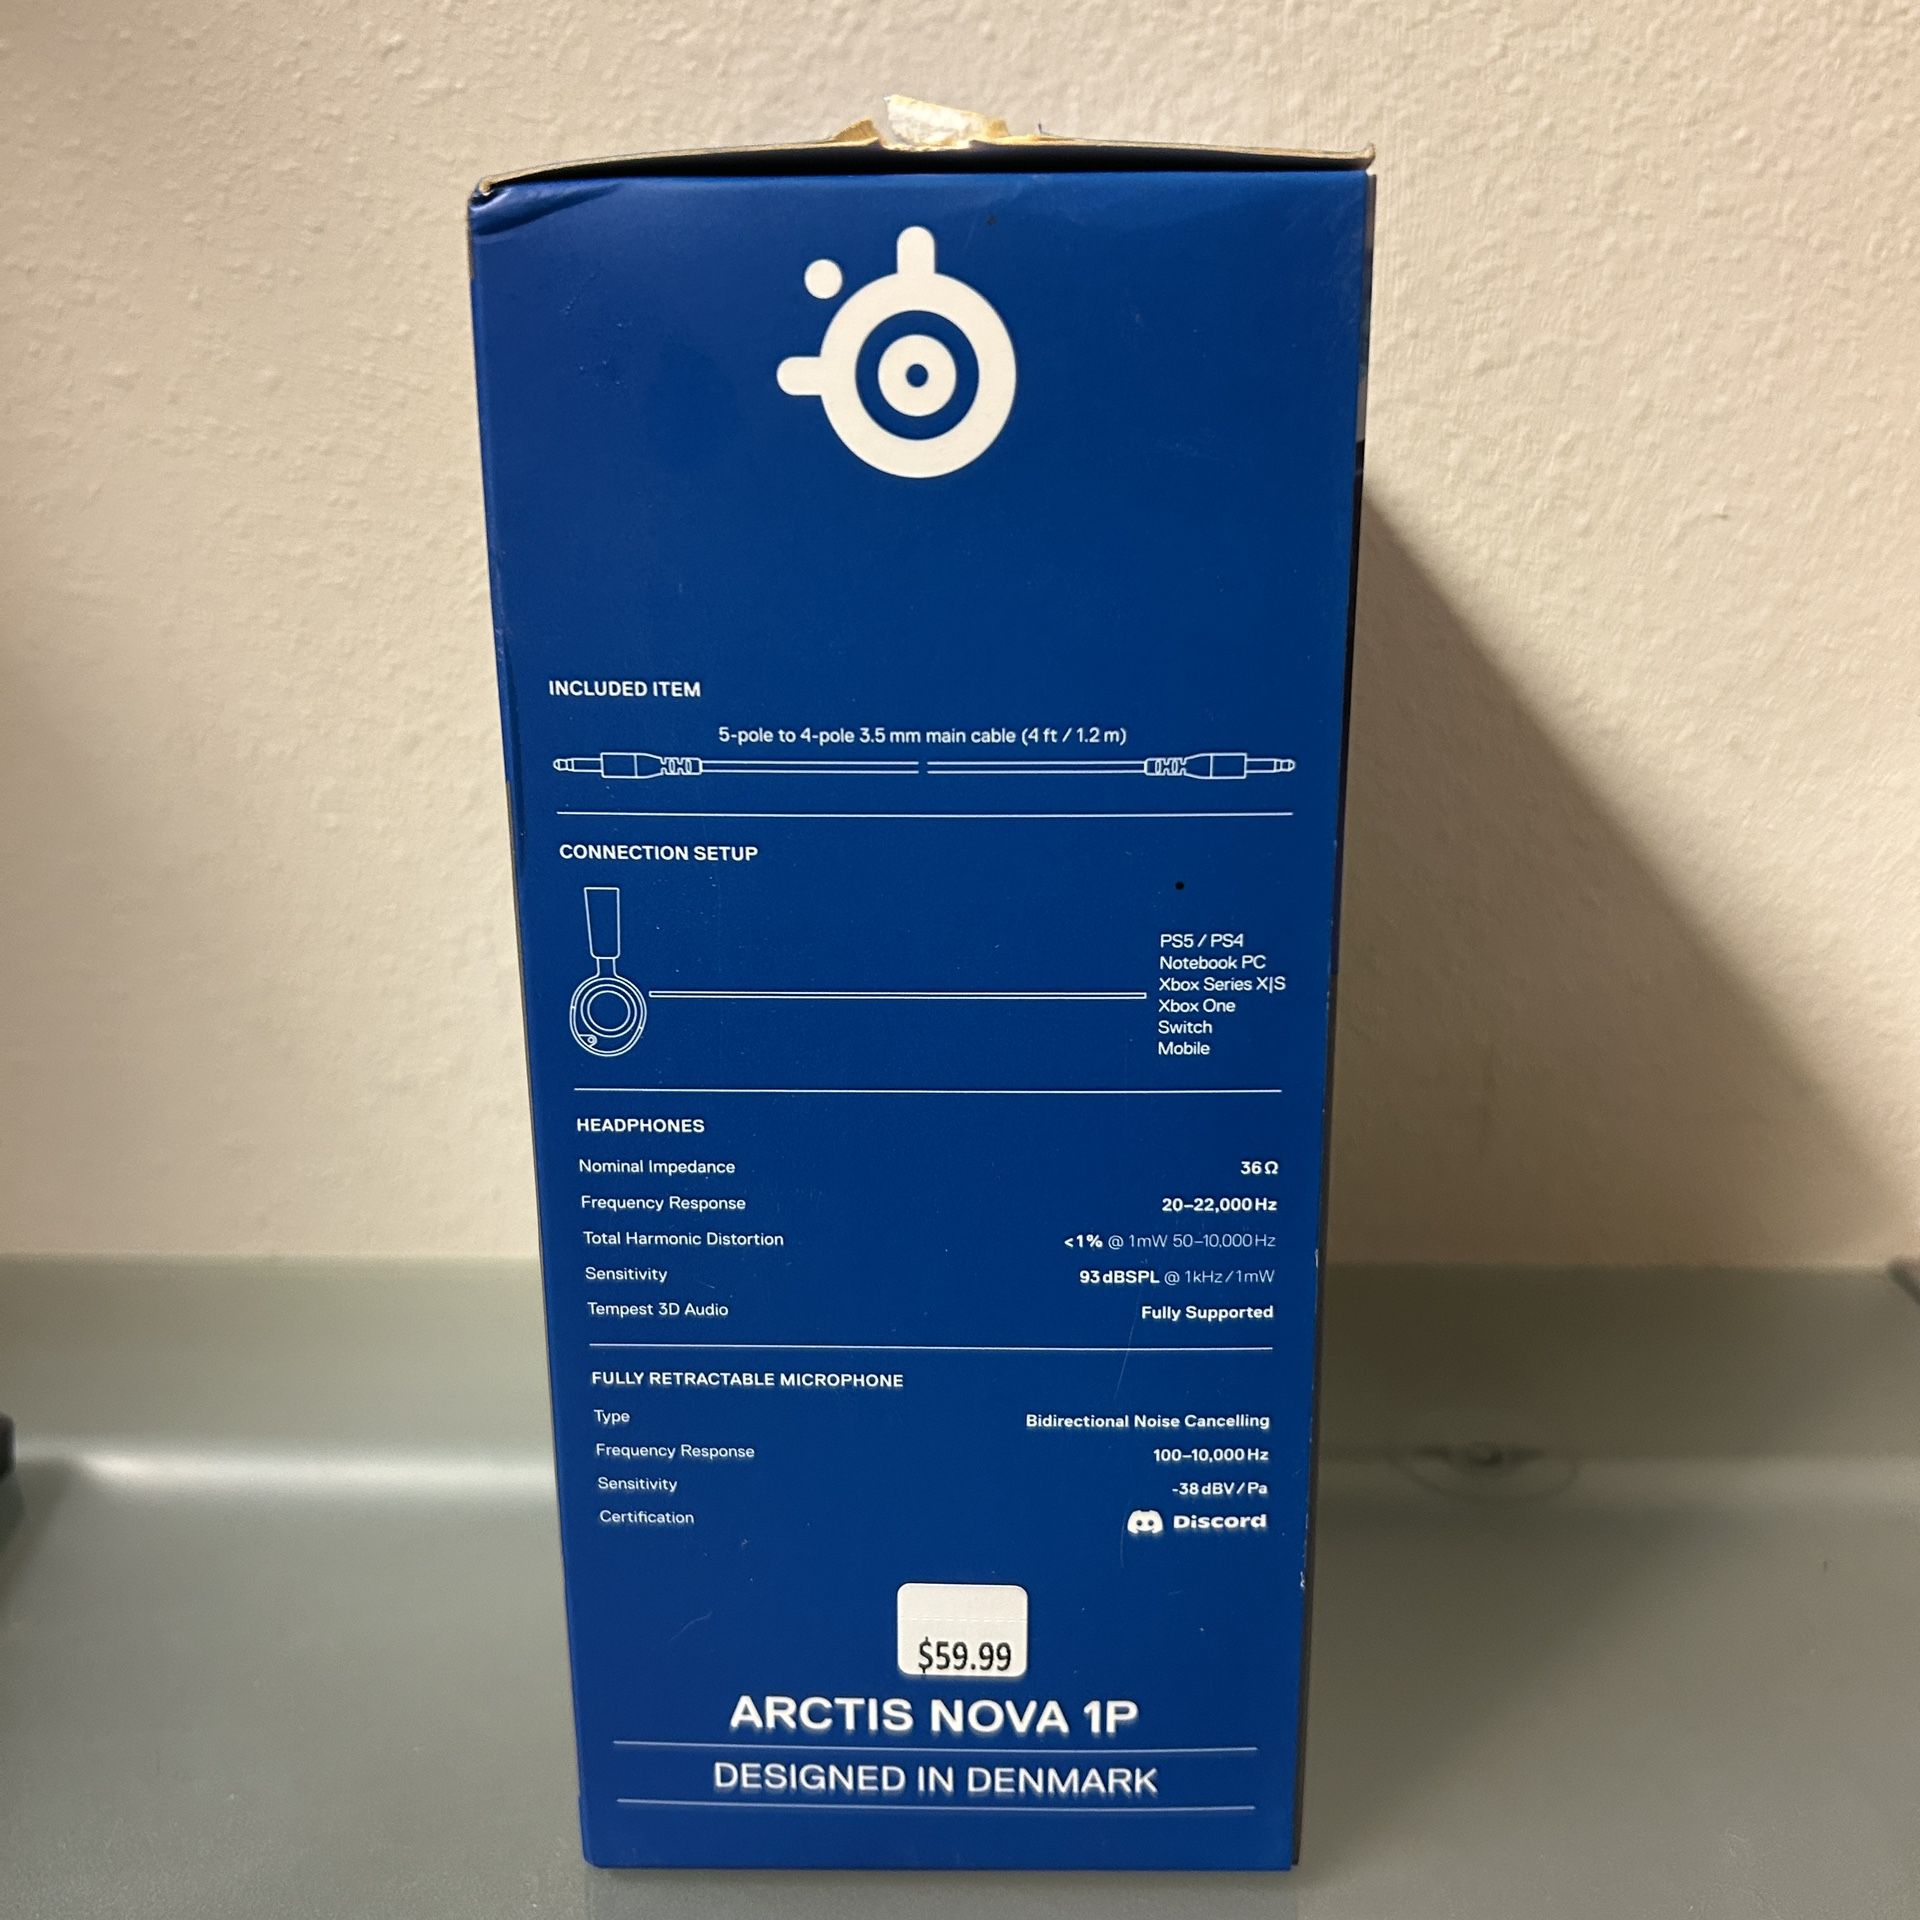 INCLUDED ITEM
5-pole to 4-pole 3.5 mm main cable (4 ft / 1.2 m)
CONNECTION SETUP
PS5 / PS4
Notebook PC
Xbox Series X|S
Xbox One
Switch
Mobile
HEADPHONES
Nominal Impedance 36 Ω
Frequency Response 20–22,000 Hz
Total Harmonic Distortion <1% @ 1mW 50–10,000 Hz
Sensitivity 93 dBSPL @ 1kHz / 1mW
Tempest 3D Audio Fully Supported
FULLY RETRACTABLE MICROPHONE
Type Bidirectional Noise Cancelling
Frequency Response 100–10,000 Hz
Sensitivity -38 dBV / Pa
Certification Discord
$59.99
ARCTIS NOVA 1P
DESIGNED IN DENMARK